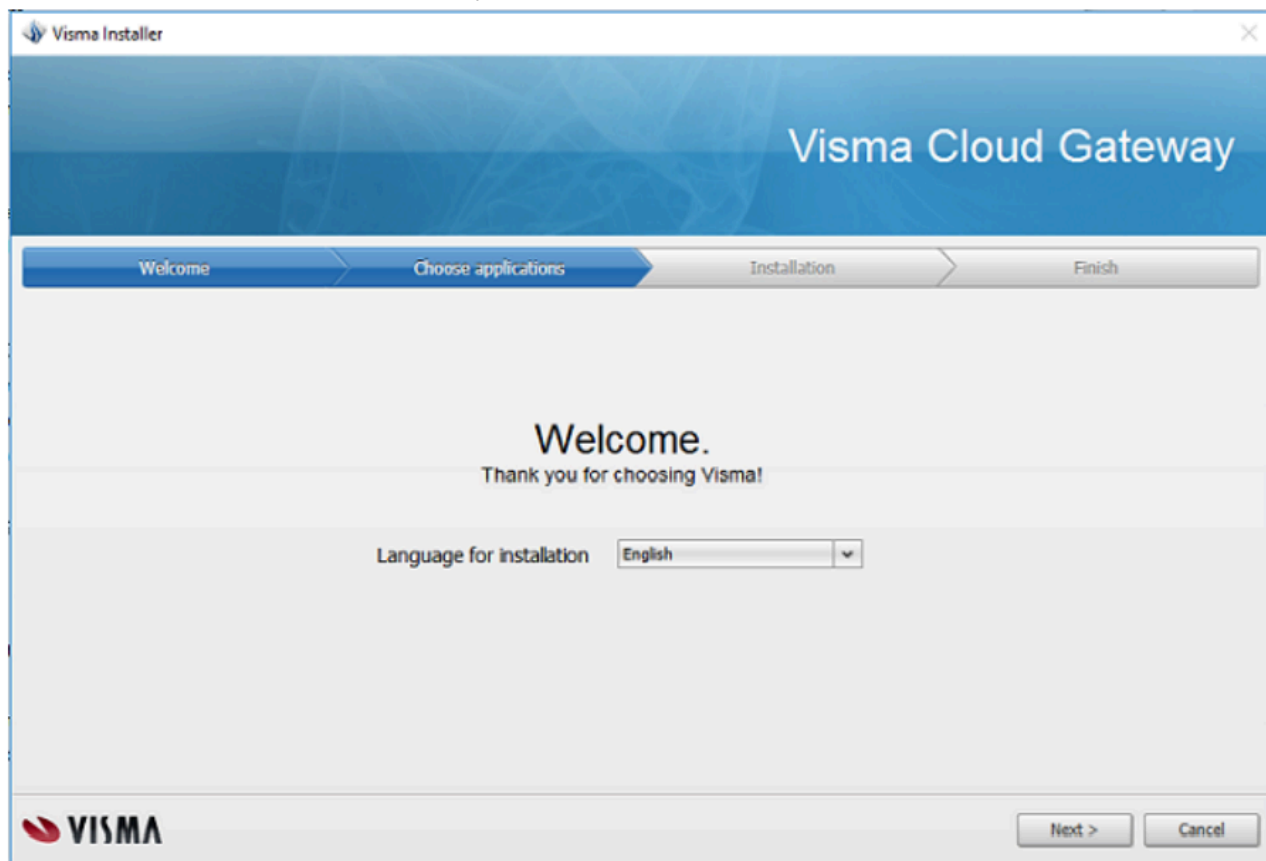 Visma Installer
Visma Cloud Gateway
Welcome
Choose applications
Installation
Finish
Welcome.
Thank you for choosing Visma!
Language for installation English
VISMA
Next > Cancel